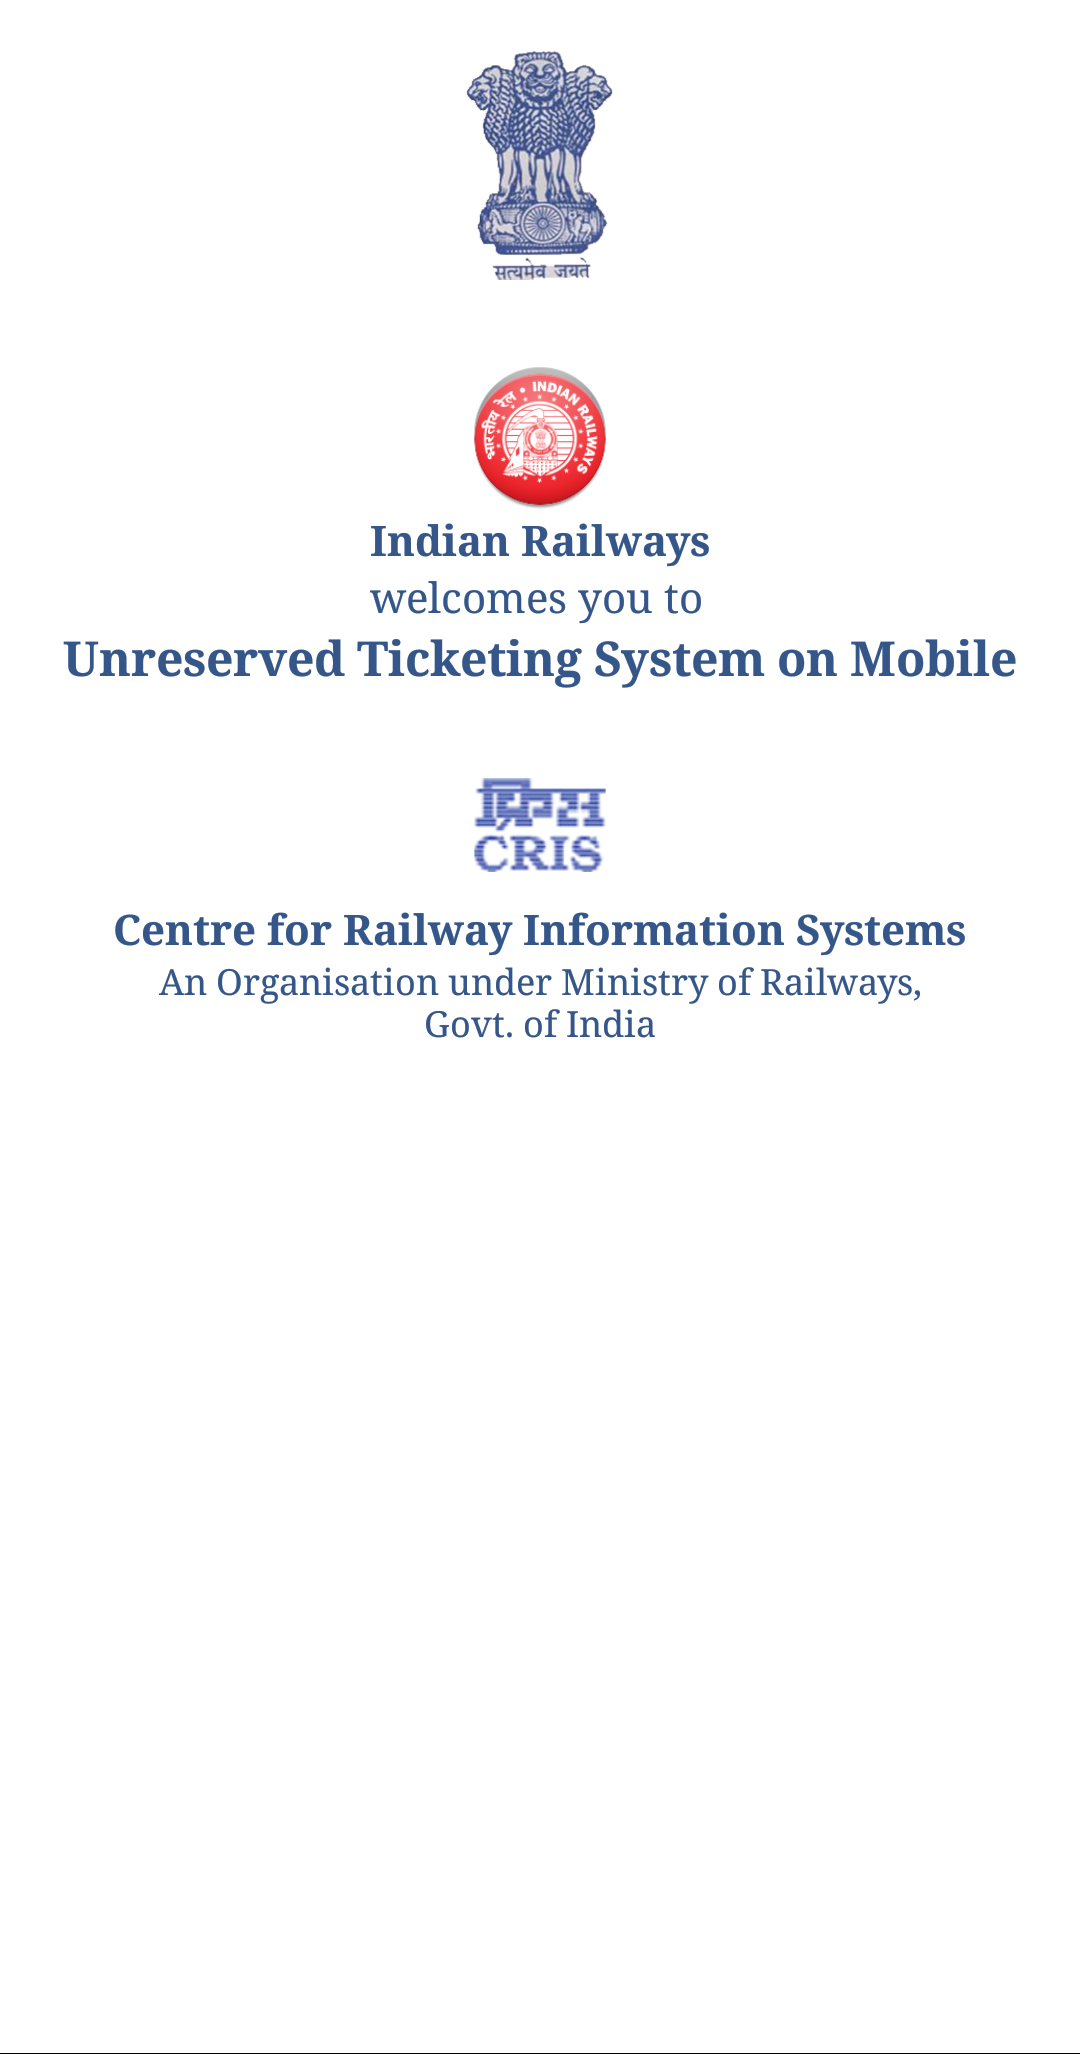 सत्यमेव जयते
भारतीय रेल • INDIAN RAILWAYS
Indian Railways
welcomes you to
Unreserved Ticketing System on Mobile
क्रिस
CRIS
Centre for Railway Information Systems
An Organisation under Ministry of Railways,
Govt. of India